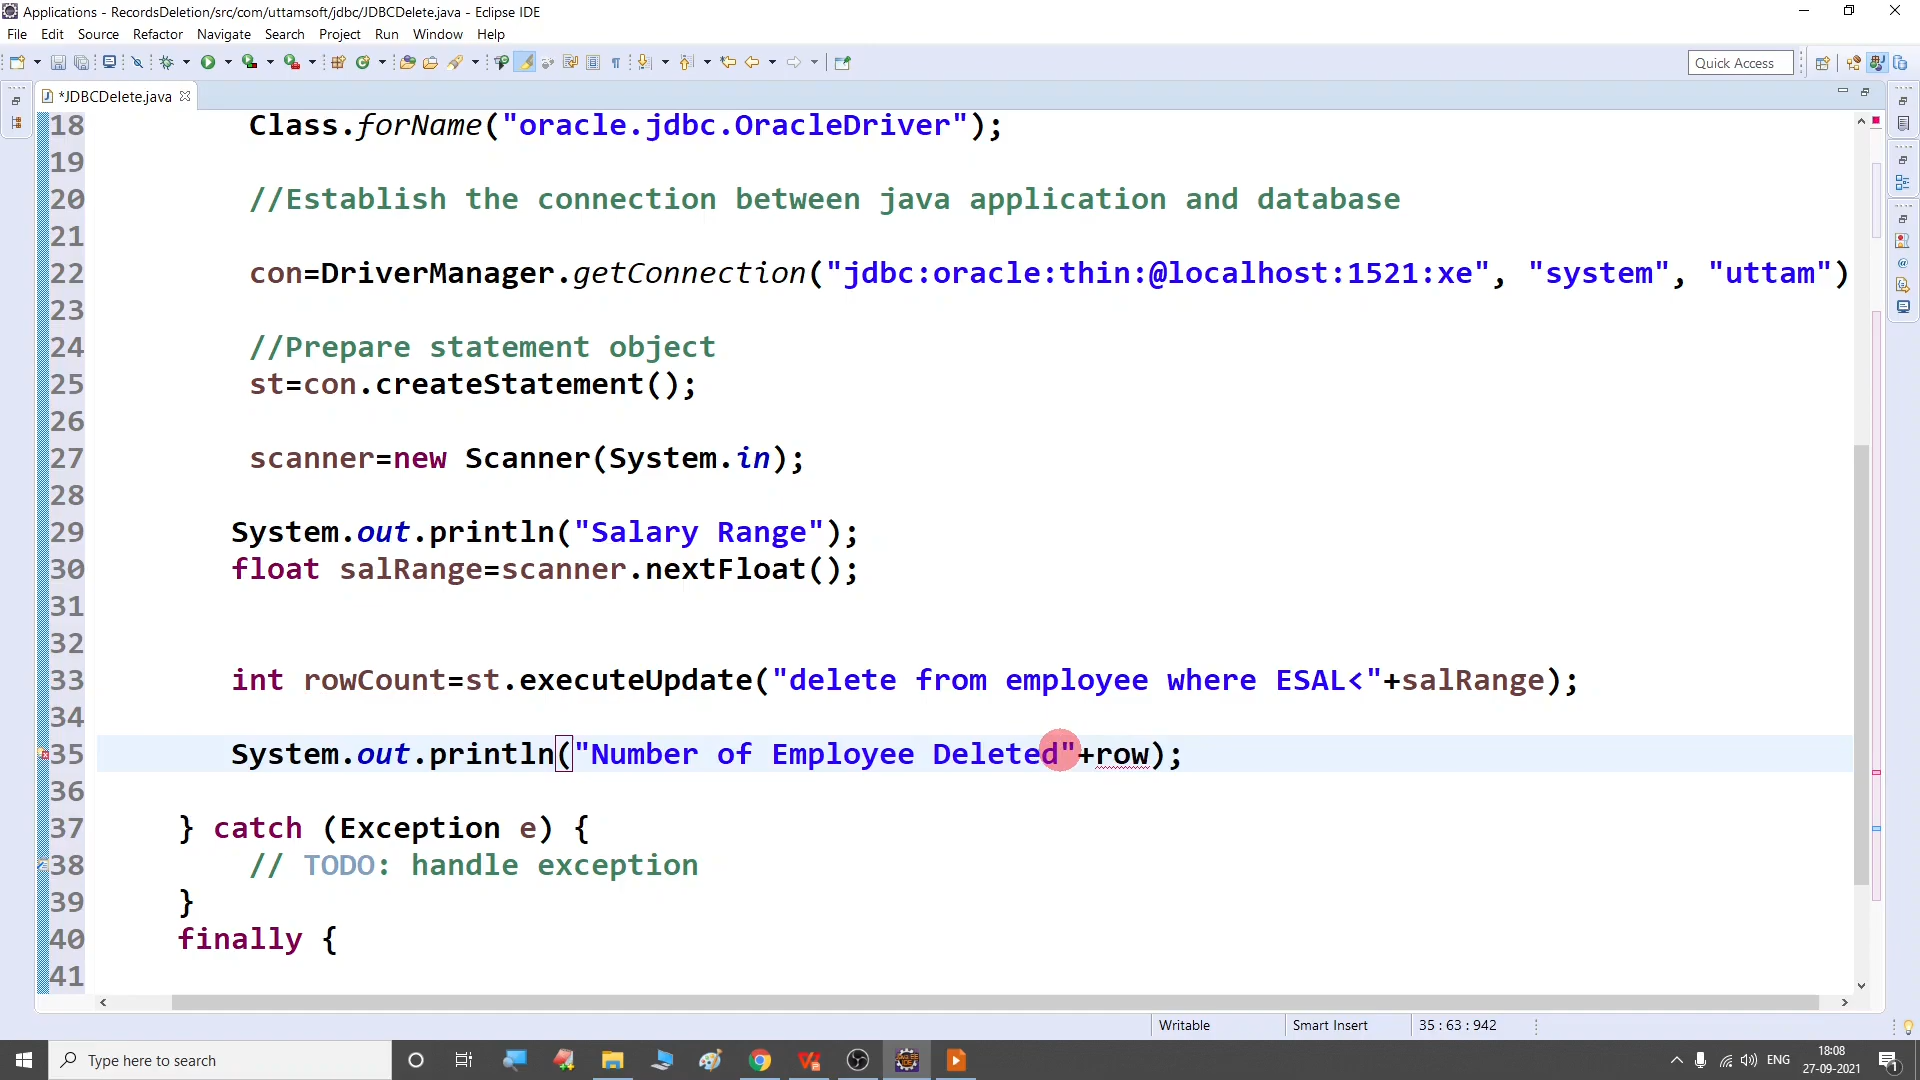 Applications - RecordsDeletion/src/com/uttamsoft/jdbc/JDBCDelete.java - Eclipse IDE
File Edit Source Refactor Navigate Search Project Run Window Help
Quick Access
*JDBCDelete.java
18 Class.forName("oracle.jdbc.OracleDriver");
19
20 //Establish the connection between java application and database
21
22 con=DriverManager.getConnection("jdbc:oracle:thin:@localhost:1521:xe", "system", "uttam")
23
24 //Prepare statement object
25 st=con.createStatement();
26
27 scanner=new Scanner(System.in);
28
29 System.out.println("Salary Range");
30 float salRange=scanner.nextFloat();
31
32
33 int rowCount=st.executeUpdate("delete from employee where ESAL<"+salRange);
34
35 System.out.println("Number of Employee Deleted"+row);
36
37 } catch (Exception e) {
38 // TODO: handle exception
39 }
40 finally {
41
Writable Smart Insert 35 : 63 : 942
Type here to search
ENG
18:08
27-09-2021
1